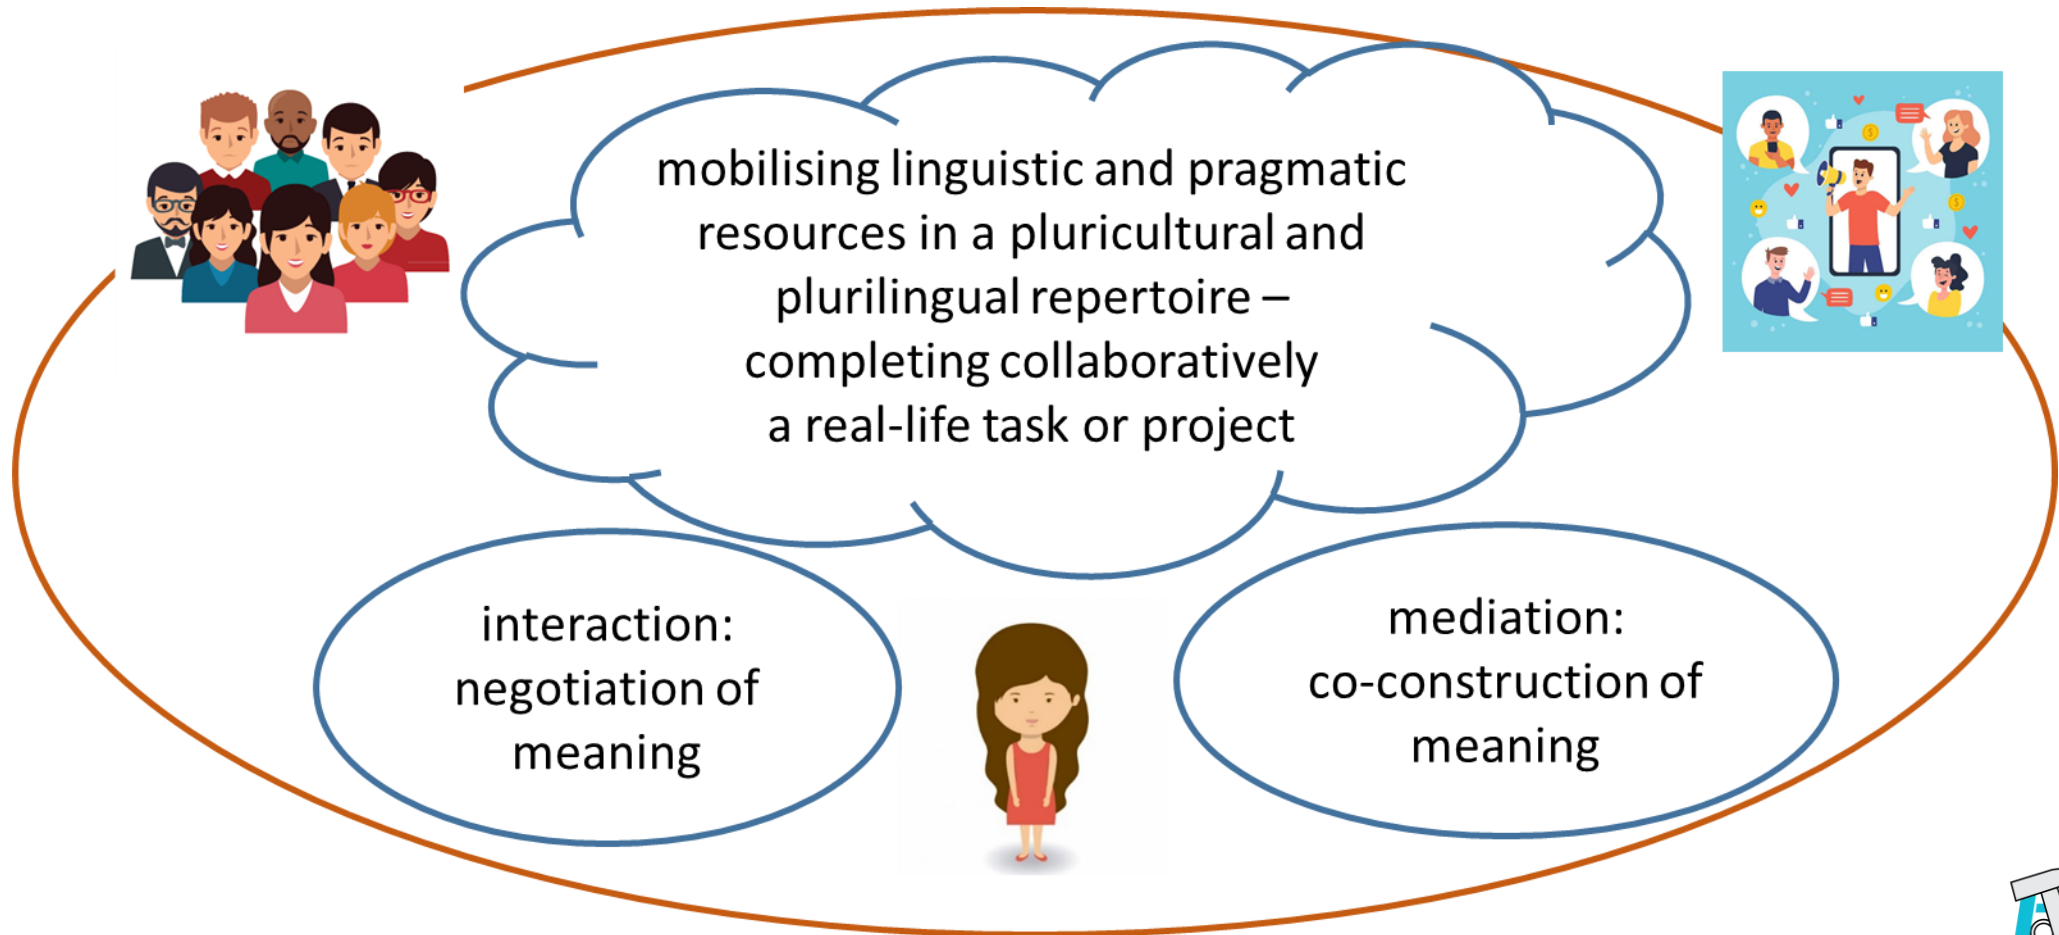 mobilising linguistic and pragmatic
resources in a pluricultural and
plurilingual repertoire –
completing collaboratively
a real-life task or project
interaction:
negotiation of
meaning
mediation:
co-construction of
meaning